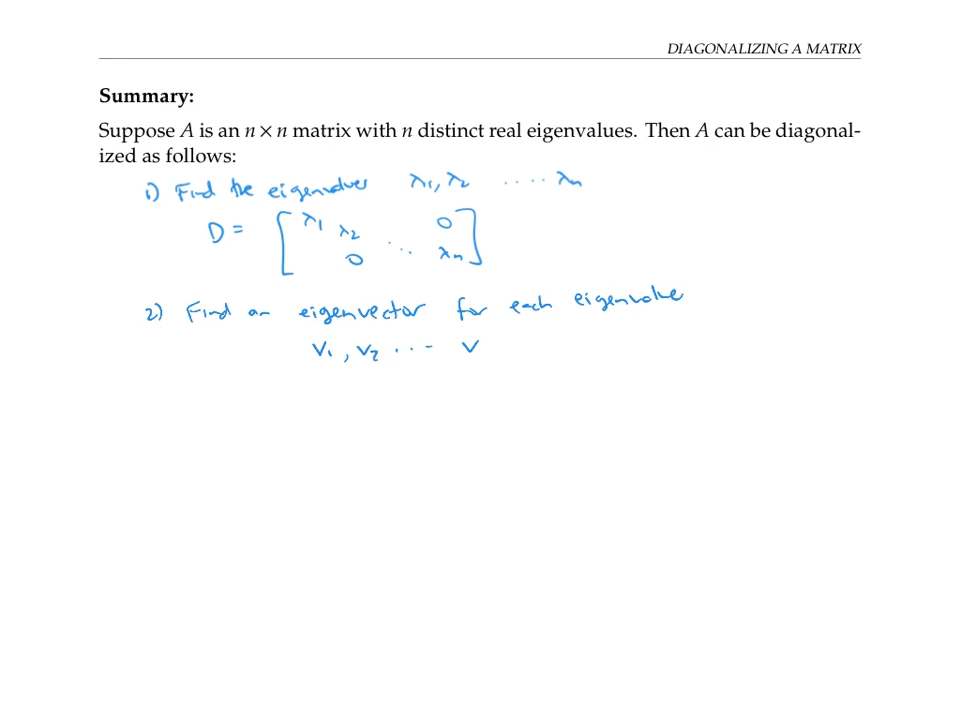 DIAGONALIZING A MATRIX
Summary:
Suppose A is an n × n matrix with n distinct real eigenvalues. Then A can be diagonal-
ized as follows:
1) Find the eigenvalues λ1, λ2 ..... λn
D = [ λ1 λ2 0
0 ... λn ]
2) Find an eigenvector for each eigenvalue
v1, v2 ... v